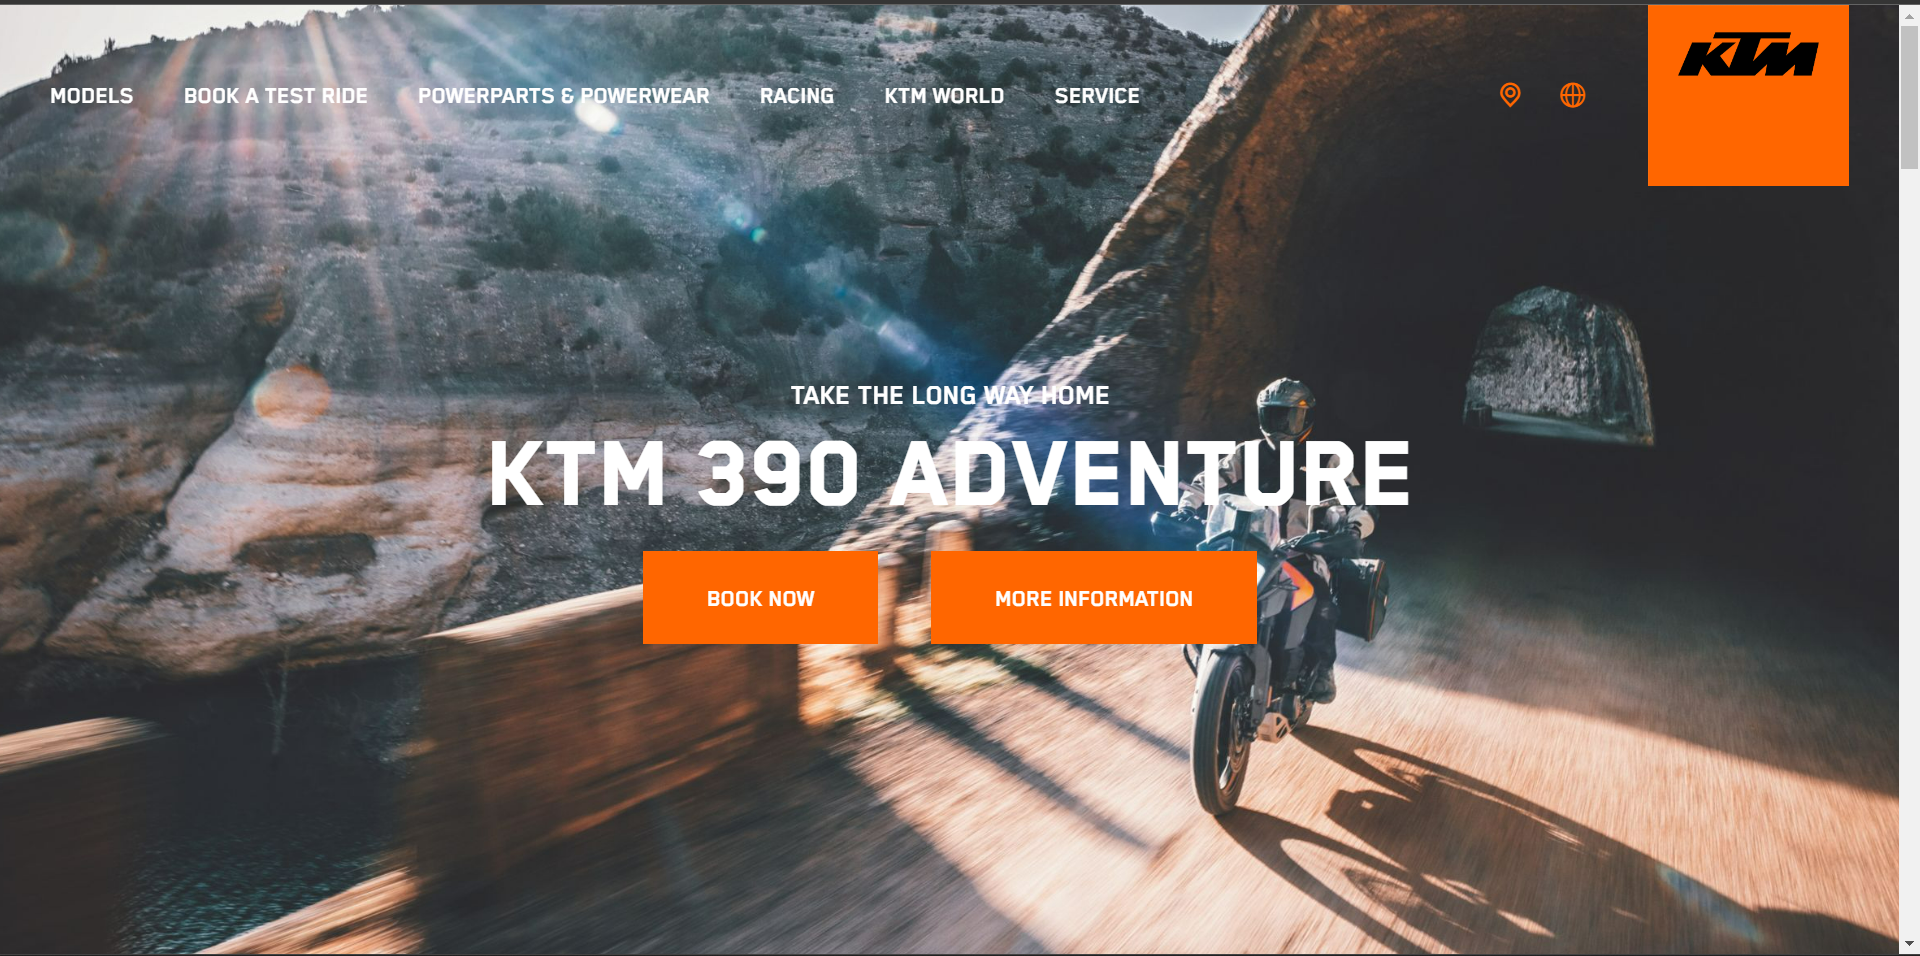 MODELS BOOK A TEST RIDE POWERPARTS & POWERWEAR RACING KTM WORLD SERVICE
KTM
TAKE THE LONG WAY HOME
KTM 390 ADVENTURE
BOOK NOW MORE INFORMATION